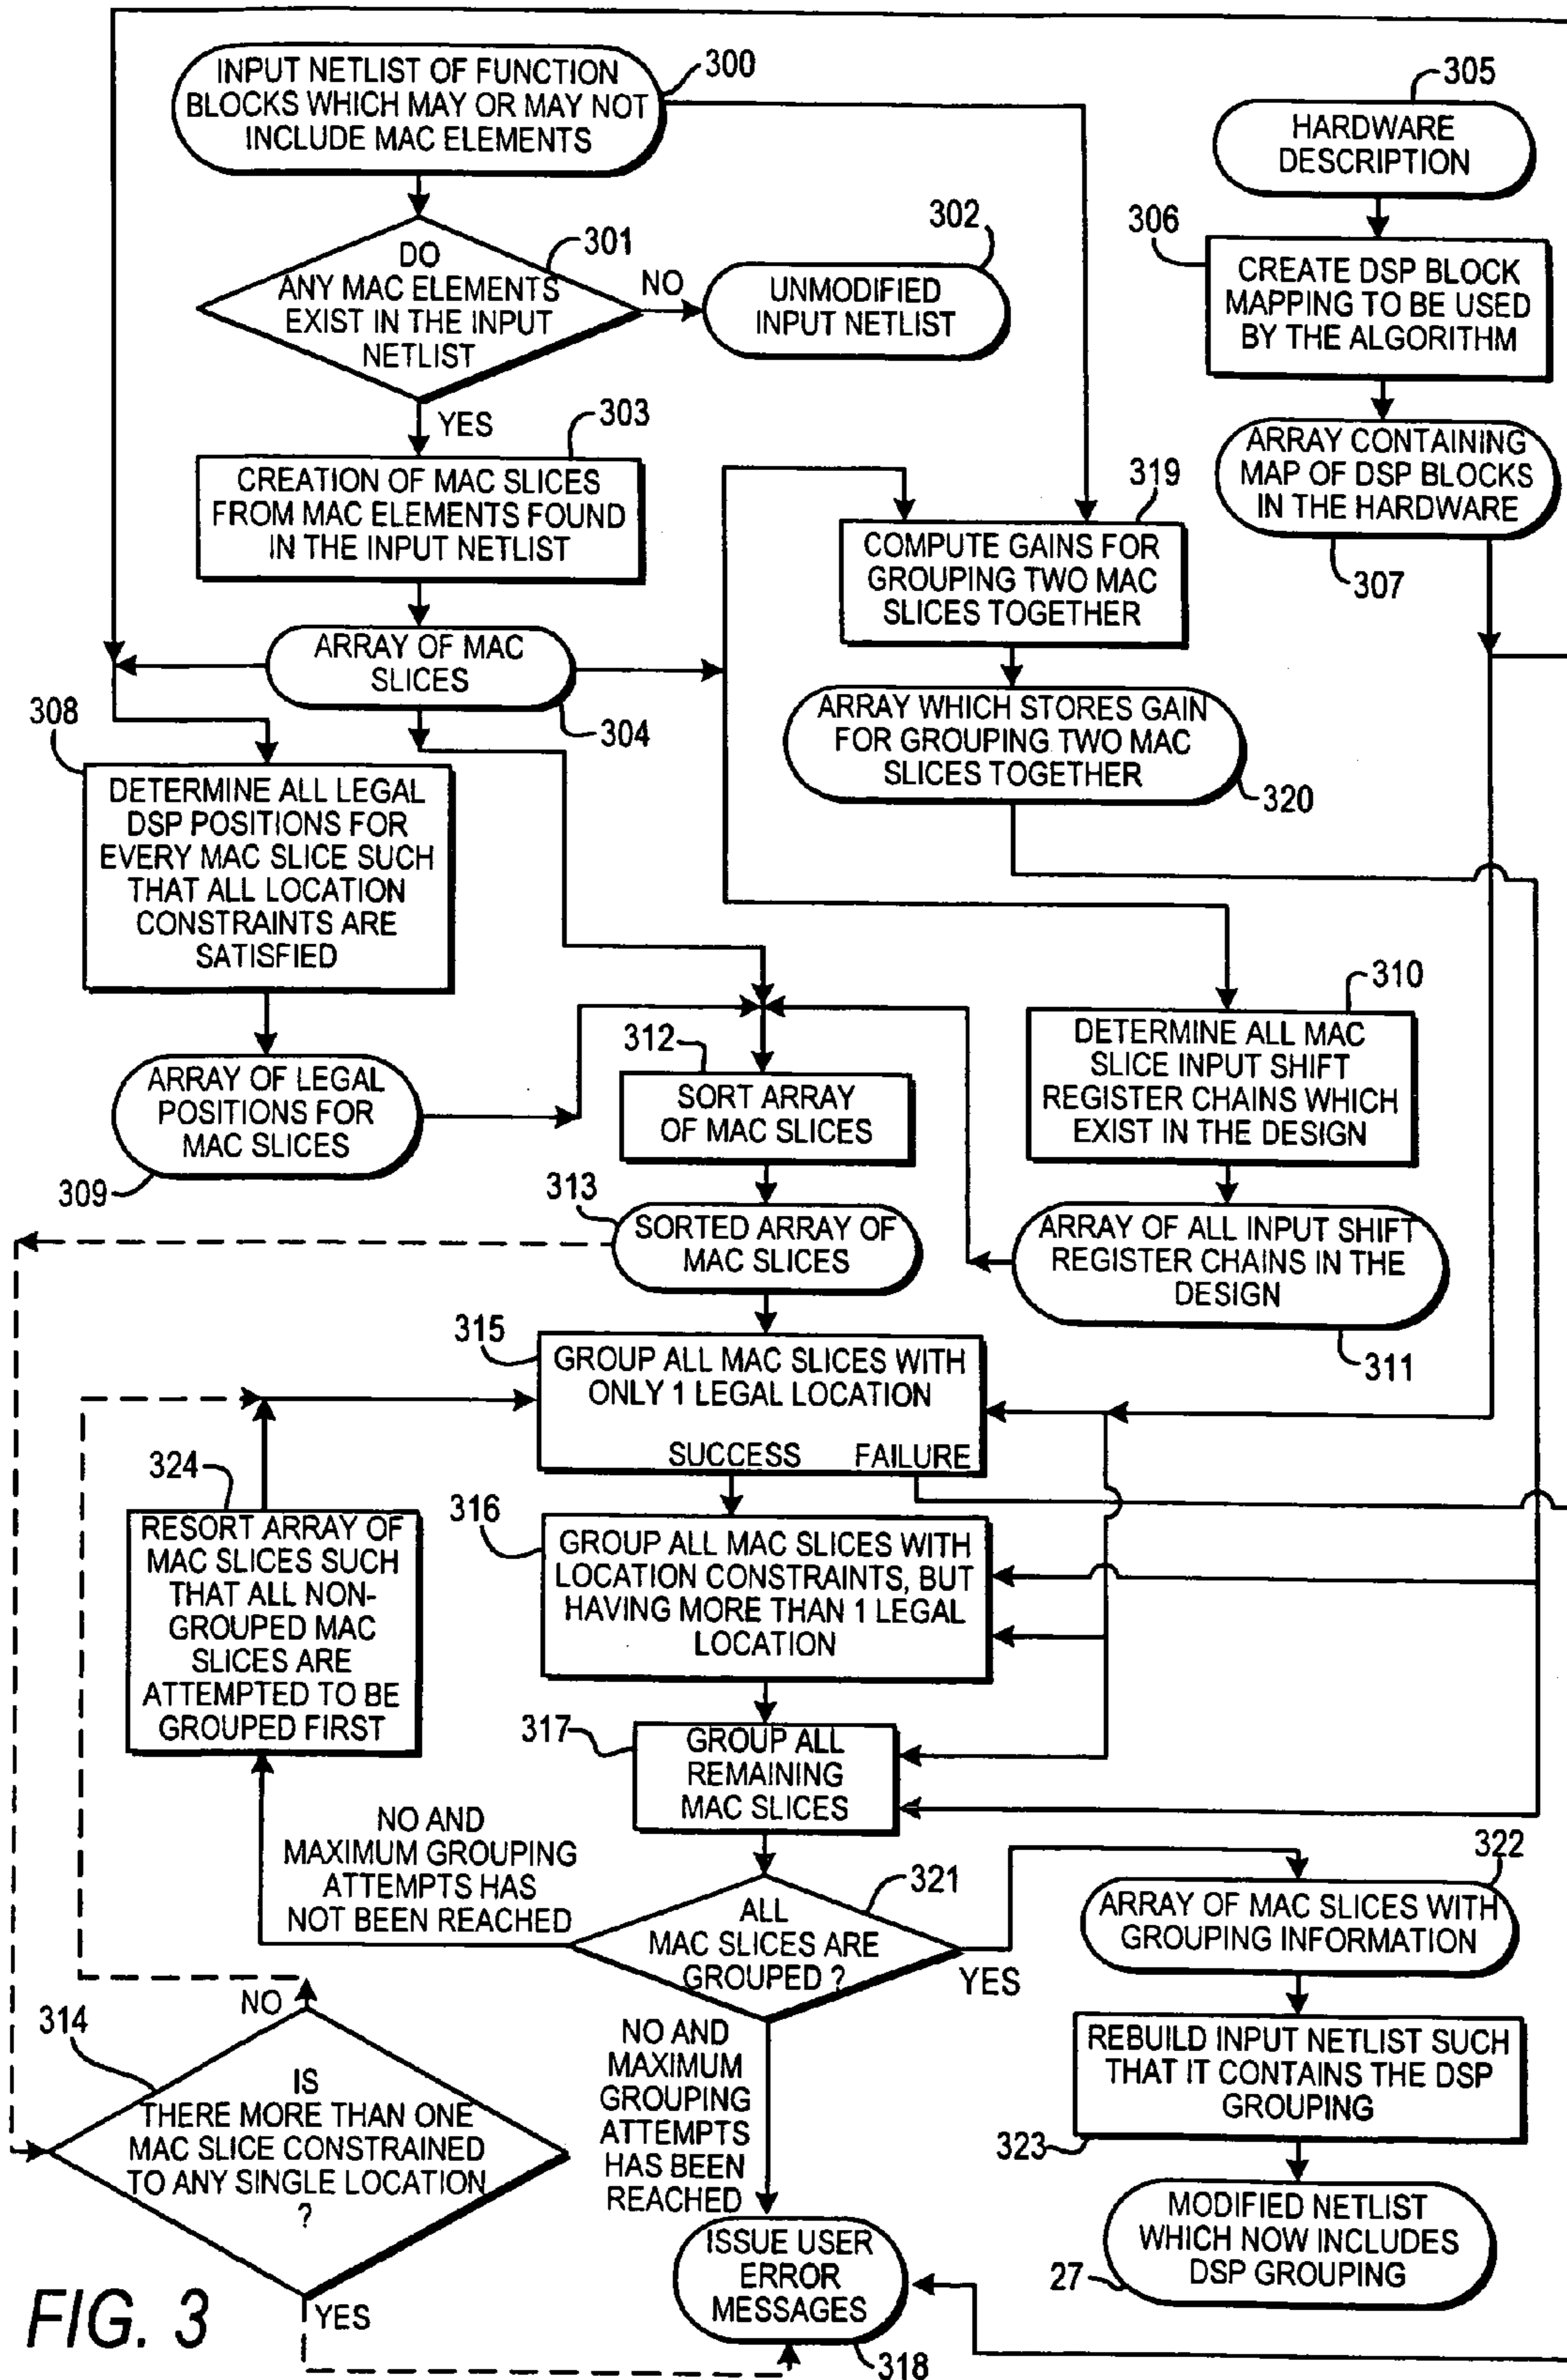 INPUT NETLIST OF FUNCTION
BLOCKS WHICH MAY OR MAY NOT
INCLUDE MAC ELEMENTS
300
305
HARDWARE
DESCRIPTION
DO
ANY MAC ELEMENTS
EXIST IN THE INPUT
NETLIST
301
NO
302
UNMODIFIED
INPUT NETLIST
306
CREATE DSP BLOCK
MAPPING TO BE USED
BY THE ALGORITHM
YES
303
CREATION OF MAC SLICES
FROM MAC ELEMENTS FOUND
IN THE INPUT NETLIST
319
COMPUTE GAINS FOR
GROUPING TWO MAC
SLICES TOGETHER
ARRAY CONTAINING
MAP OF DSP BLOCKS
IN THE HARDWARE
307
ARRAY OF MAC
SLICES
304
ARRAY WHICH STORES GAIN
FOR GROUPING TWO MAC
SLICES TOGETHER
320
308
DETERMINE ALL LEGAL
DSP POSITIONS FOR
EVERY MAC SLICE SUCH
THAT ALL LOCATION
CONSTRAINTS ARE
SATISFIED
310
DETERMINE ALL MAC
SLICE INPUT SHIFT
REGISTER CHAINS WHICH
EXIST IN THE DESIGN
312
SORT ARRAY
OF MAC SLICES
ARRAY OF LEGAL
POSITIONS FOR
MAC SLICES
309
313
SORTED ARRAY OF
MAC SLICES
ARRAY OF ALL INPUT SHIFT
REGISTER CHAINS IN THE
DESIGN
311
315
GROUP ALL MAC SLICES WITH
ONLY 1 LEGAL LOCATION
SUCCESS FAILURE
324
RESORT ARRAY OF
MAC SLICES SUCH
THAT ALL NON-
GROUPED MAC
SLICES ARE
ATTEMPTED TO BE
GROUPED FIRST
316
GROUP ALL MAC SLICES WITH
LOCATION CONSTRAINTS, BUT
HAVING MORE THAN 1 LEGAL
LOCATION
317
GROUP ALL
REMAINING
MAC SLICES
NO AND
MAXIMUM GROUPING
ATTEMPTS HAS
NOT BEEN REACHED
321
ALL
MAC SLICES ARE
GROUPED ?
YES
322
ARRAY OF MAC SLICES WITH
GROUPING INFORMATION
NO
314
IS
THERE MORE THAN ONE
MAC SLICE CONSTRAINED
TO ANY SINGLE LOCATION
?
YES
NO AND
MAXIMUM
GROUPING
ATTEMPTS
HAS BEEN
REACHED
REBUILD INPUT NETLIST SUCH
THAT IT CONTAINS THE DSP
GROUPING
323
MODIFIED NETLIST
WHICH NOW INCLUDES
DSP GROUPING
27
ISSUE USER
ERROR
MESSAGES
318
FIG. 3